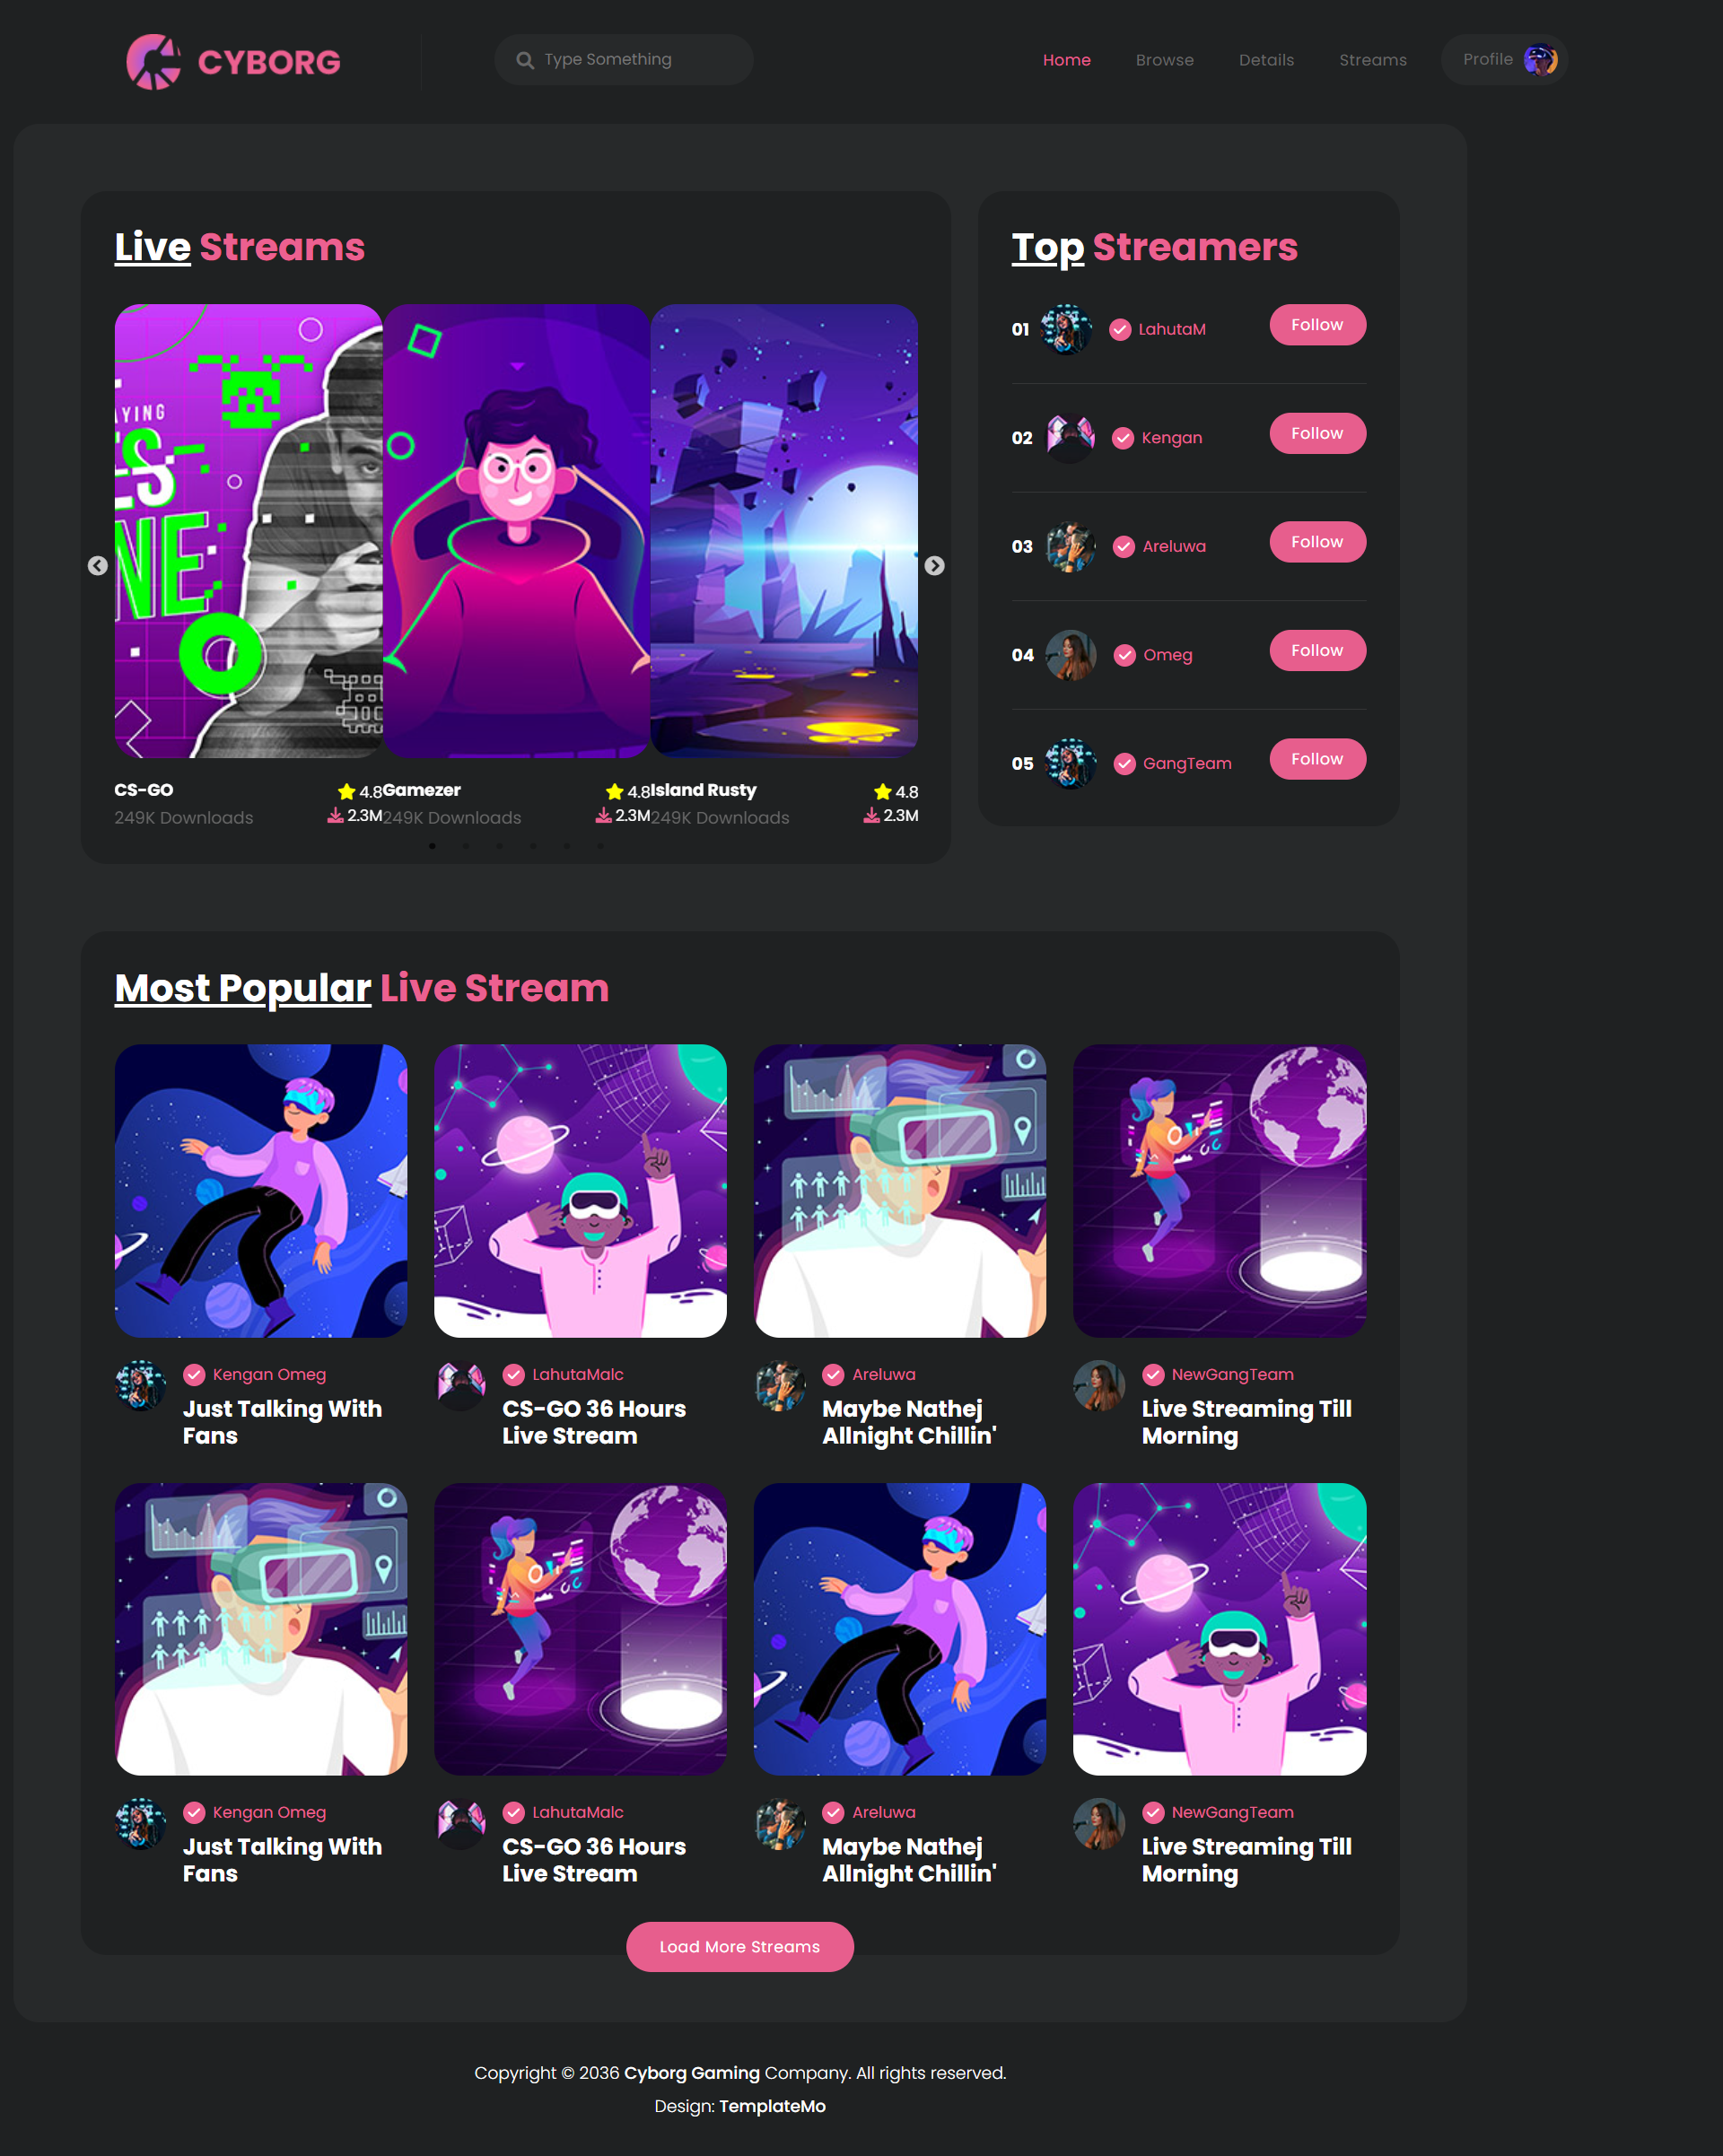 CYBORG
Type Something
Home
Browse
Details
Streams
Profile
Live Streams
YING
ES
NE
CS-GO
4.8
249K Downloads
2.3M
Gamezer
4.8
249K Downloads
2.3M
Island Rusty
4.8
249K Downloads
2.3M
Top Streamers
01 LahutaM Follow
02 Kengan Follow
03 Areluwa Follow
04 Omeg Follow
05 GangTeam Follow
Most Popular Live Stream
Kengan Omeg
Just Talking With
Fans
LahutaMalc
CS-GO 36 Hours
Live Stream
Areluwa
Maybe Nathej
Allnight Chillin'
NewGangTeam
Live Streaming Till
Morning
Kengan Omeg
Just Talking With
Fans
LahutaMalc
CS-GO 36 Hours
Live Stream
Areluwa
Maybe Nathej
Allnight Chillin'
NewGangTeam
Live Streaming Till
Morning
Load More Streams
Copyright © 2036 Cyborg Gaming Company. All rights reserved.
Design: TemplateMo